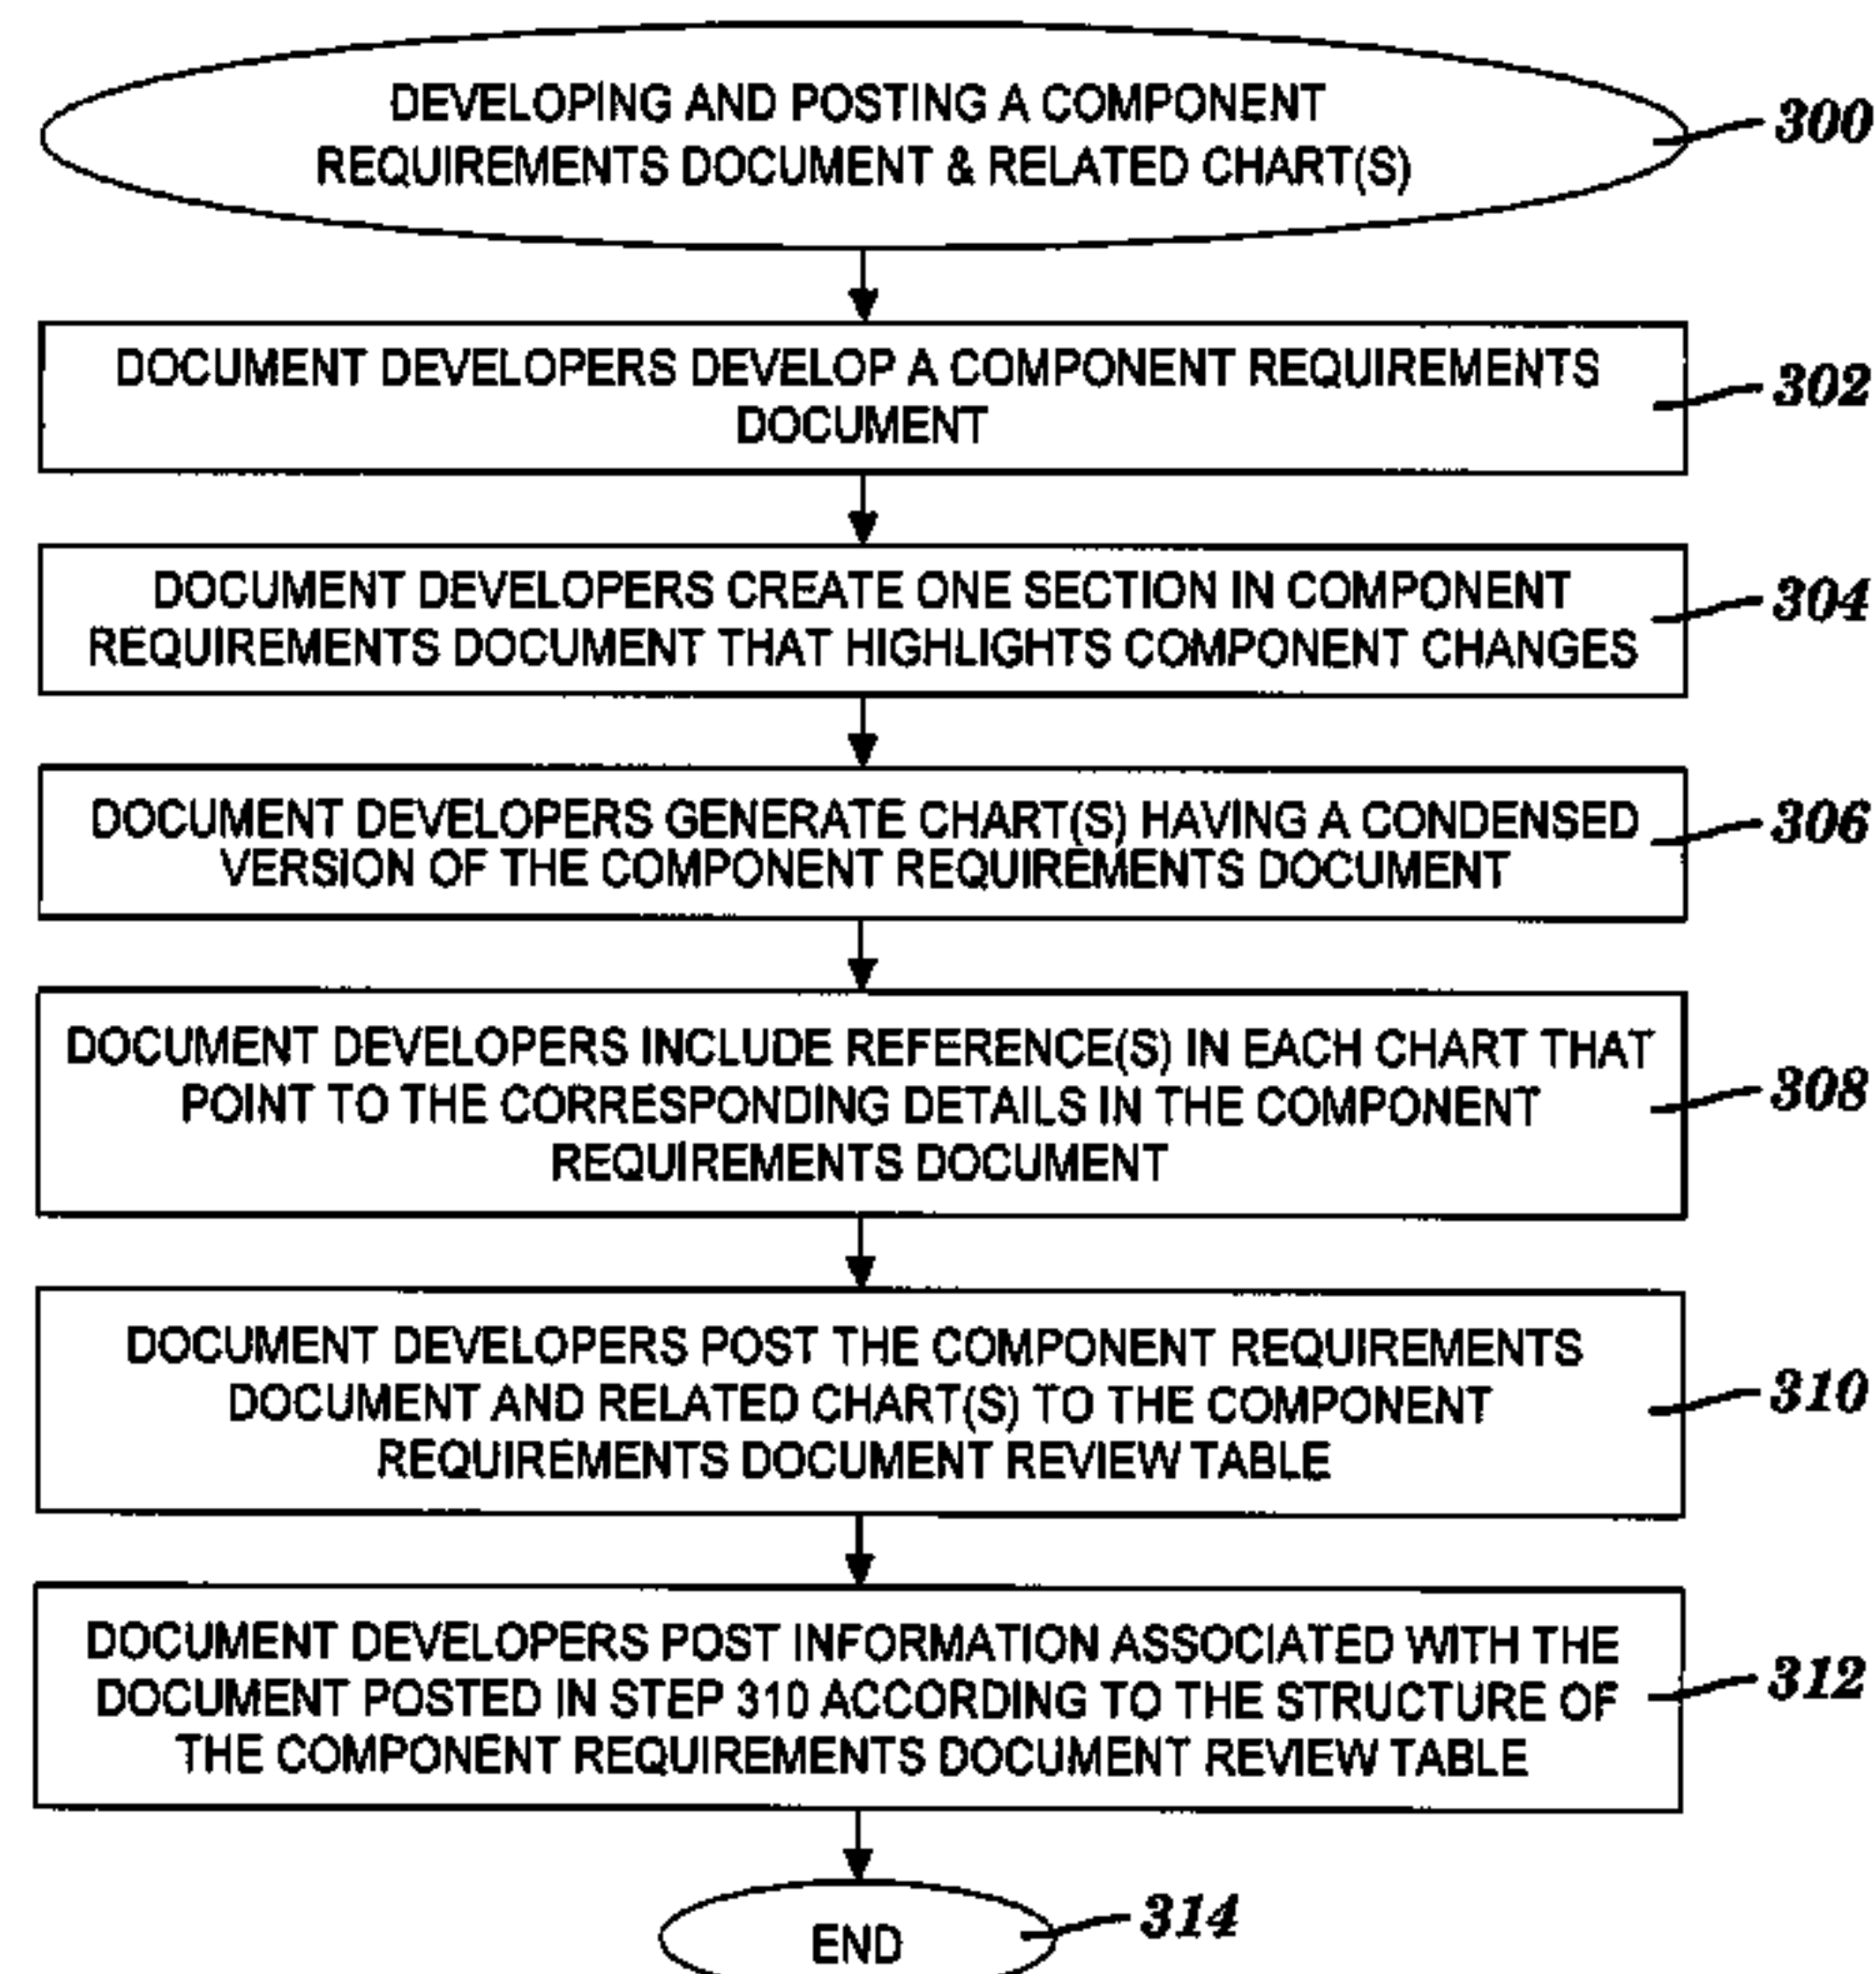 DEVELOPING AND POSTING A COMPONENT
REQUIREMENTS DOCUMENT & RELATED CHART(S)
300
DOCUMENT DEVELOPERS DEVELOP A COMPONENT REQUIREMENTS
DOCUMENT
302
DOCUMENT DEVELOPERS CREATE ONE SECTION IN COMPONENT
REQUIREMENTS DOCUMENT THAT HIGHLIGHTS COMPONENT CHANGES
304
DOCUMENT DEVELOPERS GENERATE CHART(S) HAVING A CONDENSED
VERSION OF THE COMPONENT REQUIREMENTS DOCUMENT
306
DOCUMENT DEVELOPERS INCLUDE REFERENCE(S) IN EACH CHART THAT
POINT TO THE CORRESPONDING DETAILS IN THE COMPONENT
REQUIREMENTS DOCUMENT
308
DOCUMENT DEVELOPERS POST THE COMPONENT REQUIREMENTS
DOCUMENT AND RELATED CHART(S) TO THE COMPONENT
REQUIREMENTS DOCUMENT REVIEW TABLE
310
DOCUMENT DEVELOPERS POST INFORMATION ASSOCIATED WITH THE
DOCUMENT POSTED IN STEP 310 ACCORDING TO THE STRUCTURE OF
THE COMPONENT REQUIREMENTS DOCUMENT REVIEW TABLE
312
END
314